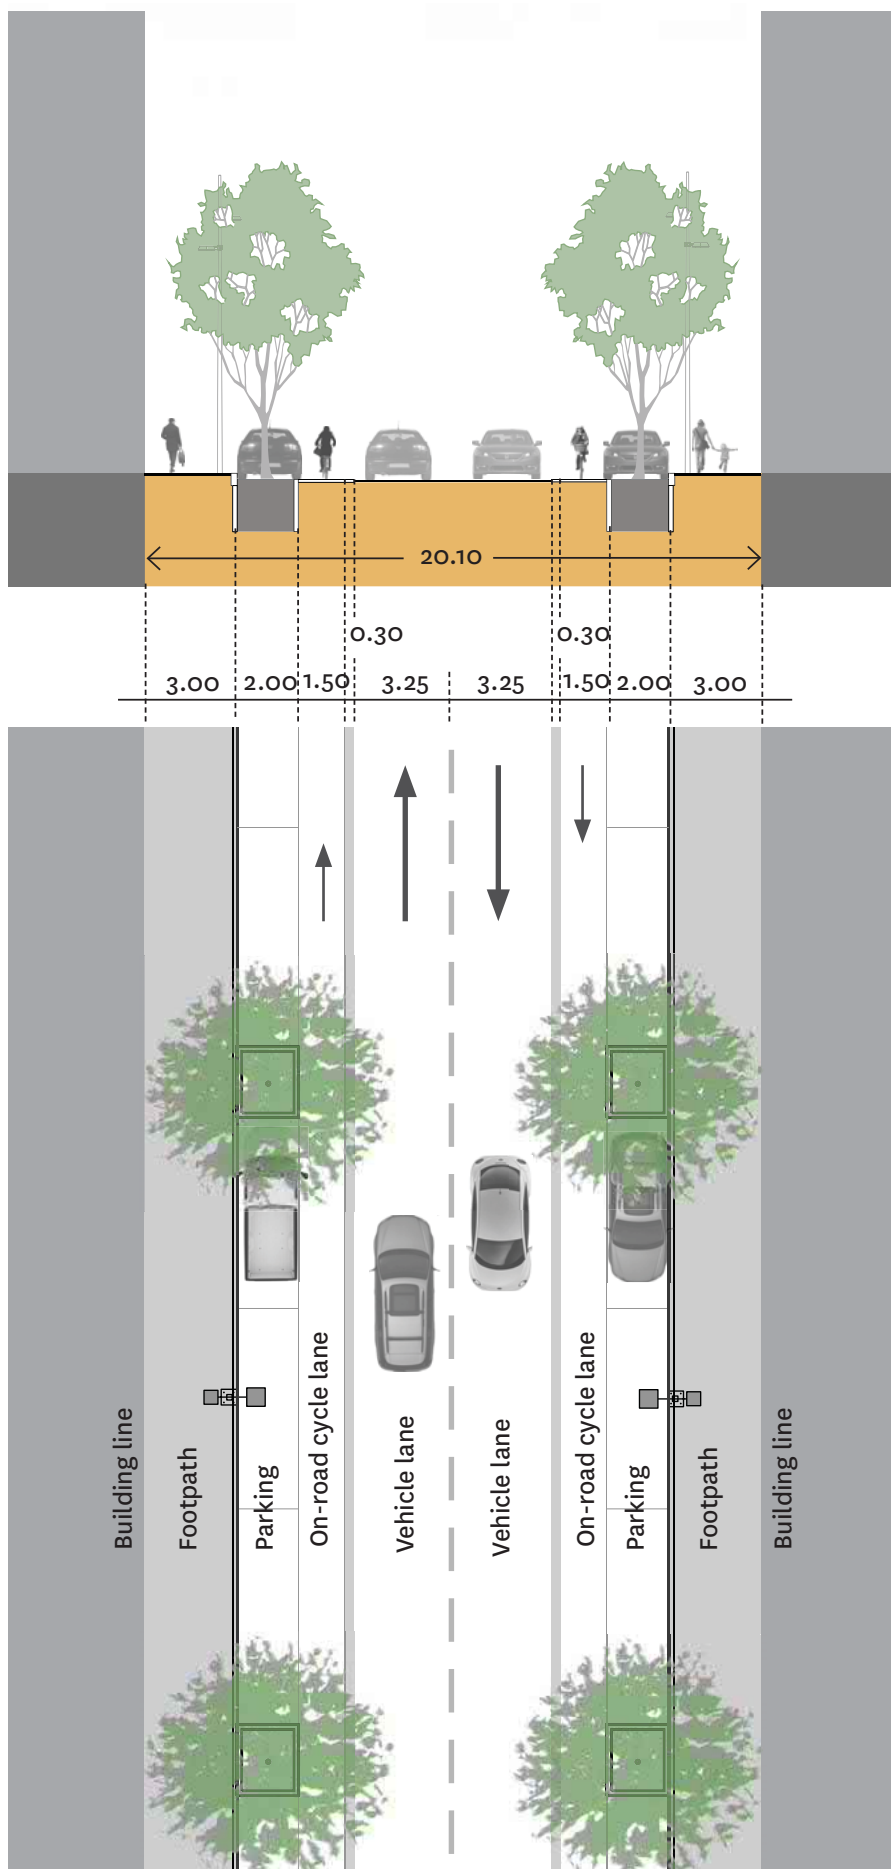 20.10
0.30 0.30
3.00 2.00 1.50 3.25 3.25 1.50 2.00 3.00
Building line
Footpath
Parking
On-road cycle lane
Vehicle lane
Vehicle lane
On-road cycle lane
Parking
Footpath
Building line